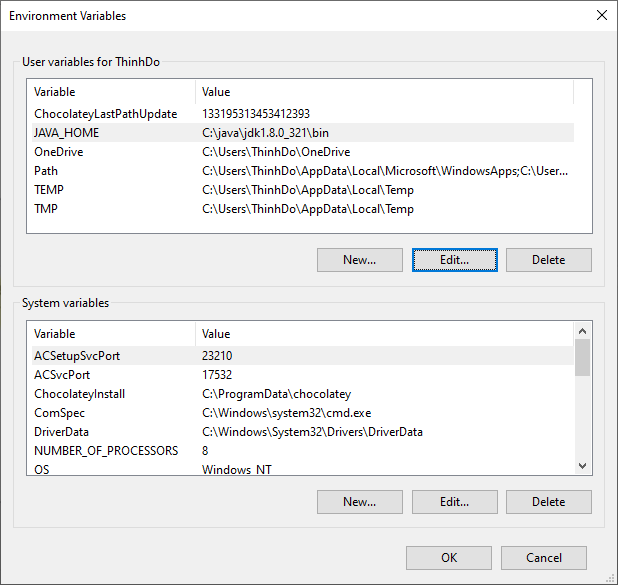 Environment Variables
User variables for ThinhDo
Variable Value
ChocolateyLastPathUpdate 133195313453412393
JAVA_HOME C:\java\jdk1.8.0_321\bin
OneDrive C:\Users\ThinhDo\OneDrive
Path C:\Users\ThinhDo\AppData\Local\Microsoft\WindowsApps;C:\User...
TEMP C:\Users\ThinhDo\AppData\Local\Temp
TMP C:\Users\ThinhDo\AppData\Local\Temp
New... Edit... Delete
System variables
Variable Value
ACSetupSvcPort 23210
ACSvcPort 17532
ChocolateyInstall C:\ProgramData\chocolatey
ComSpec C:\Windows\system32\cmd.exe
DriverData C:\Windows\System32\Drivers\DriverData
NUMBER_OF_PROCESSORS 8
OS Windows_NT
New... Edit... Delete
OK Cancel